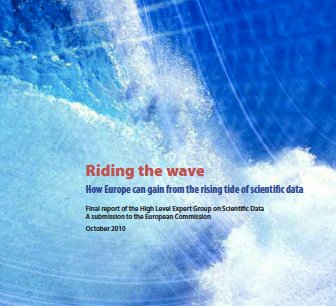 Riding the wave
How Europe can gain from the rising tide of scientific data
Final report of the High Level Expert Group on Scientific Data
A submission to the European Commission
October 2010